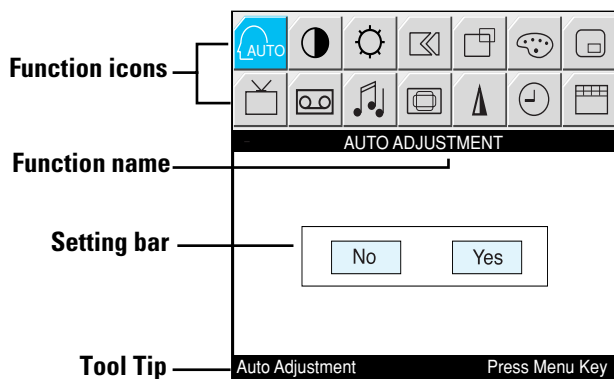 AUTO
Function icons
AUTO ADJUSTMENT
Function name
Setting bar
No Yes
Tool Tip
Auto Adjustment Press Menu Key